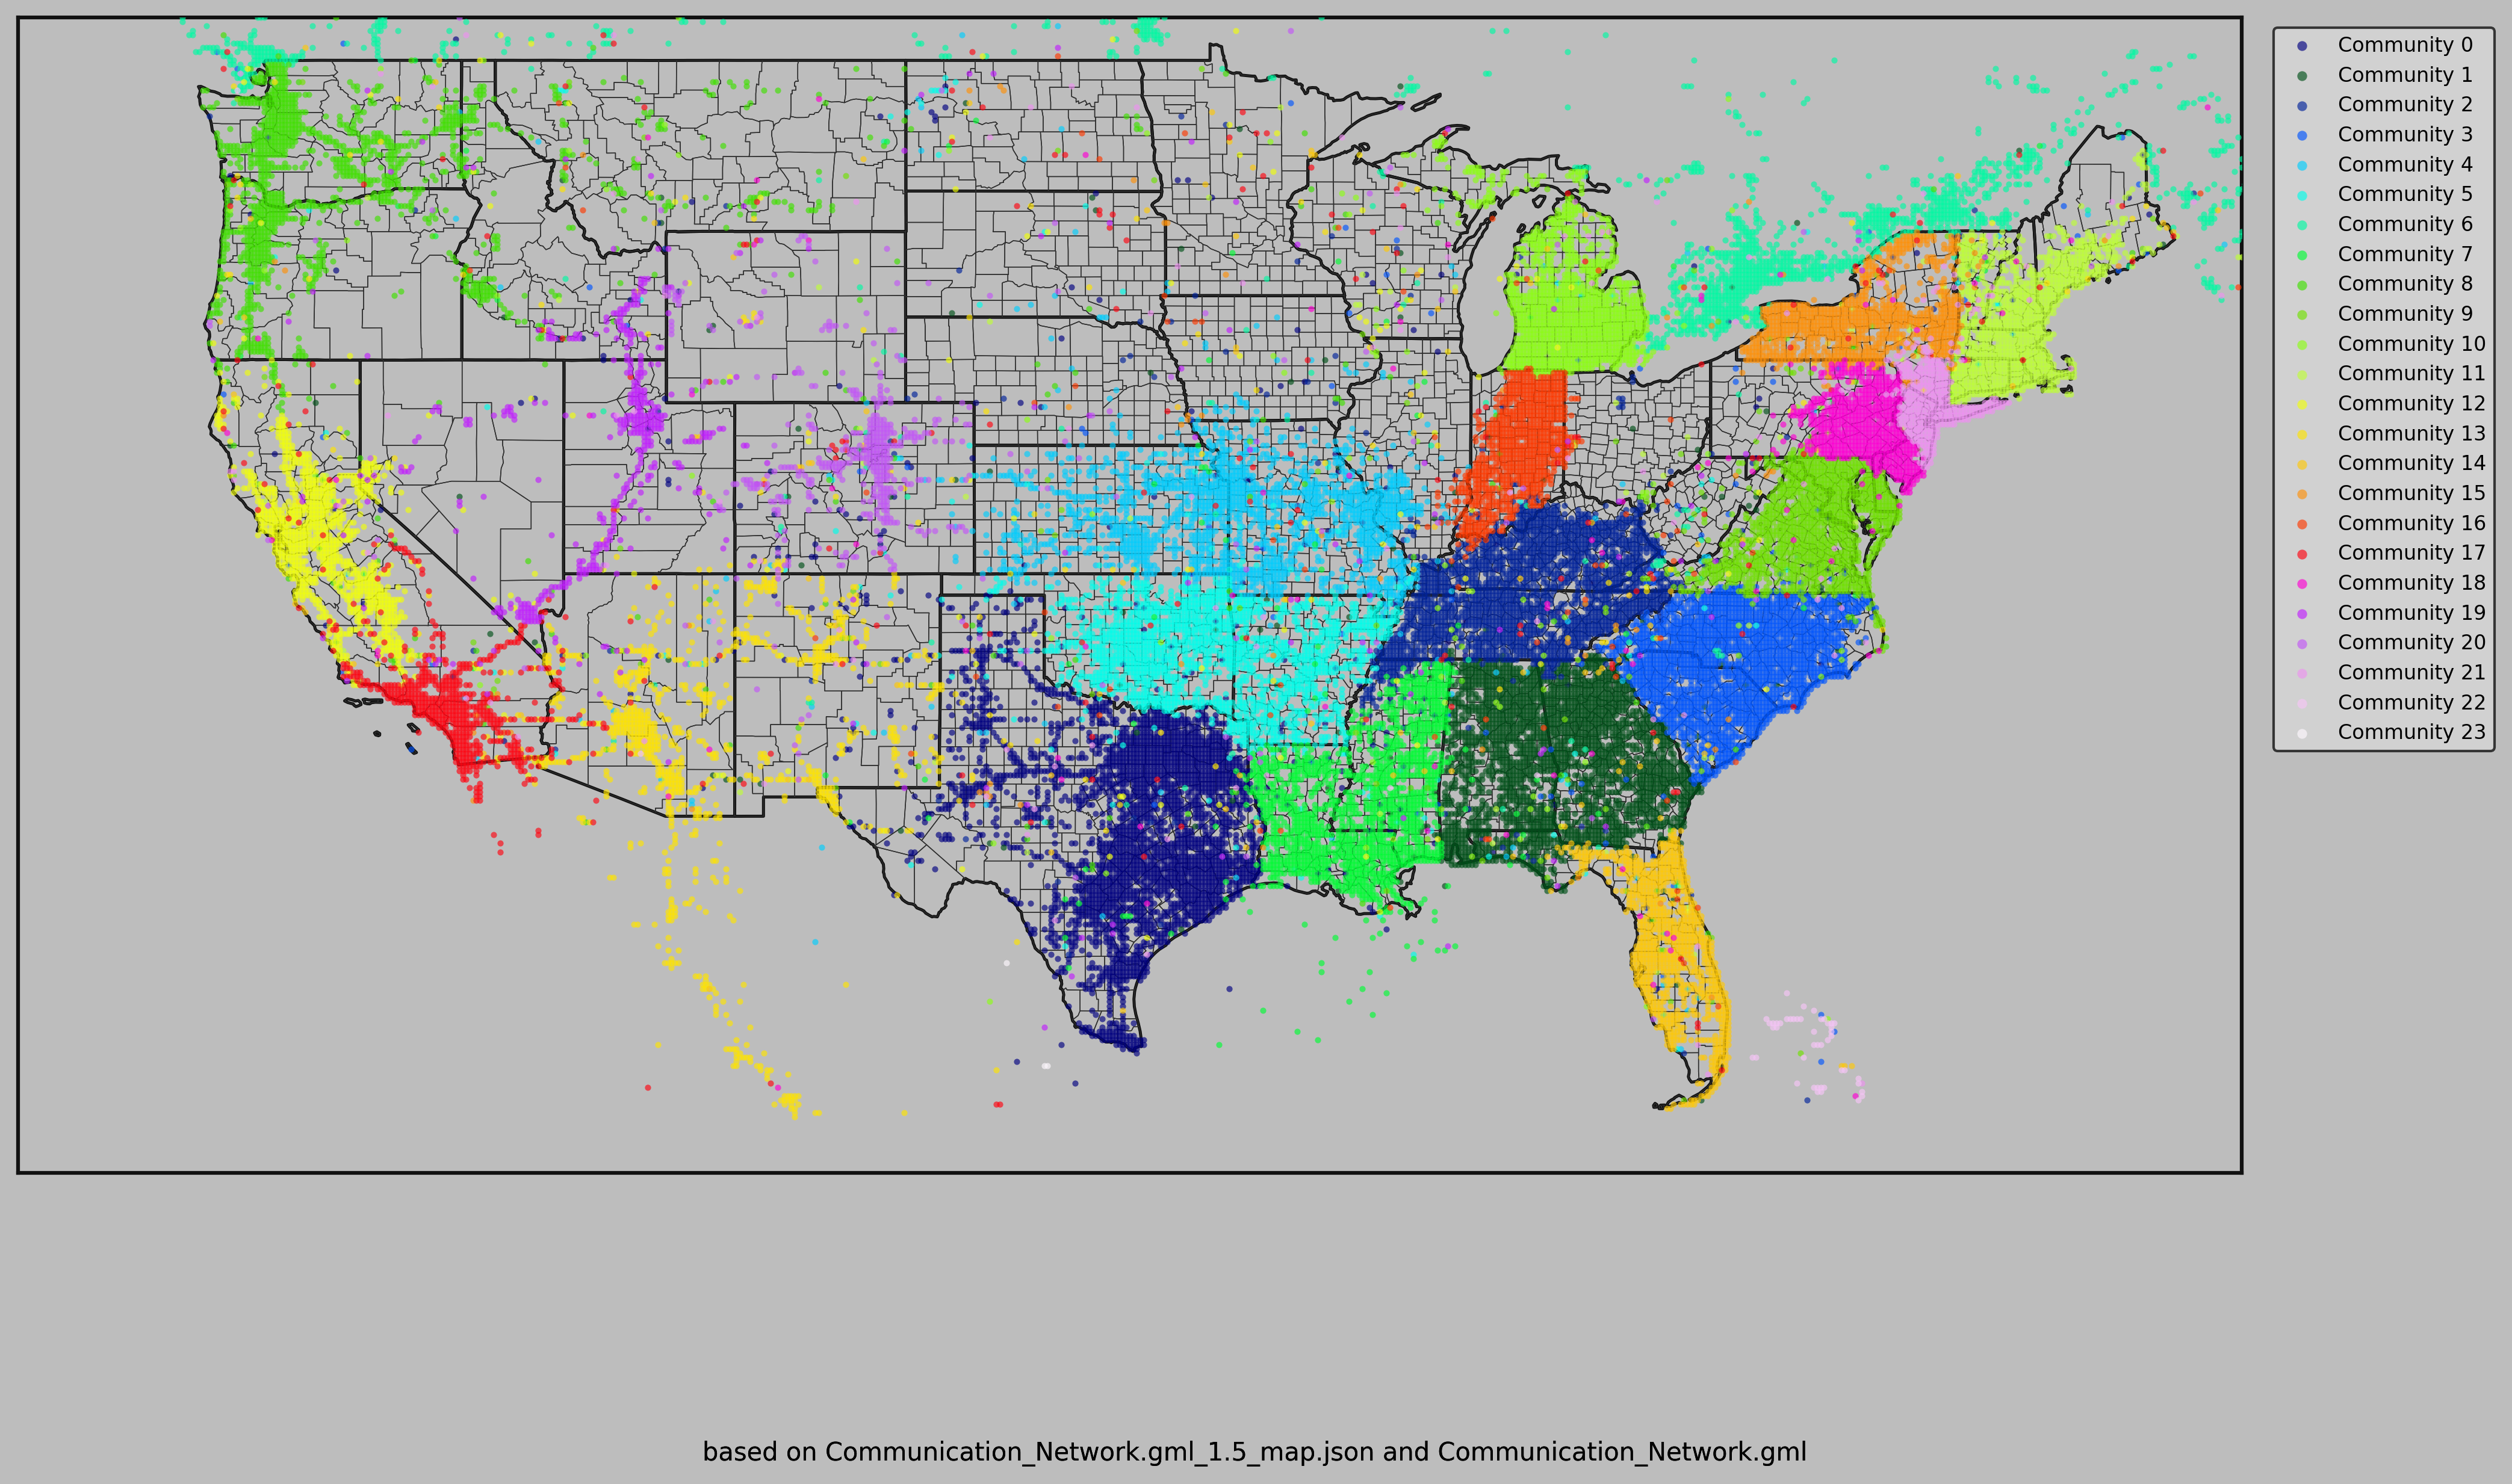 Community 0
Community 1
Community 2
Community 3
Community 4
Community 5
Community 6
Community 7
Community 8
Community 9
Community 10
Community 11
Community 12
Community 13
Community 14
Community 15
Community 16
Community 17
Community 18
Community 19
Community 20
Community 21
Community 22
Community 23
based on Communication_Network.gml_1.5_map.json and Communication_Network.gml